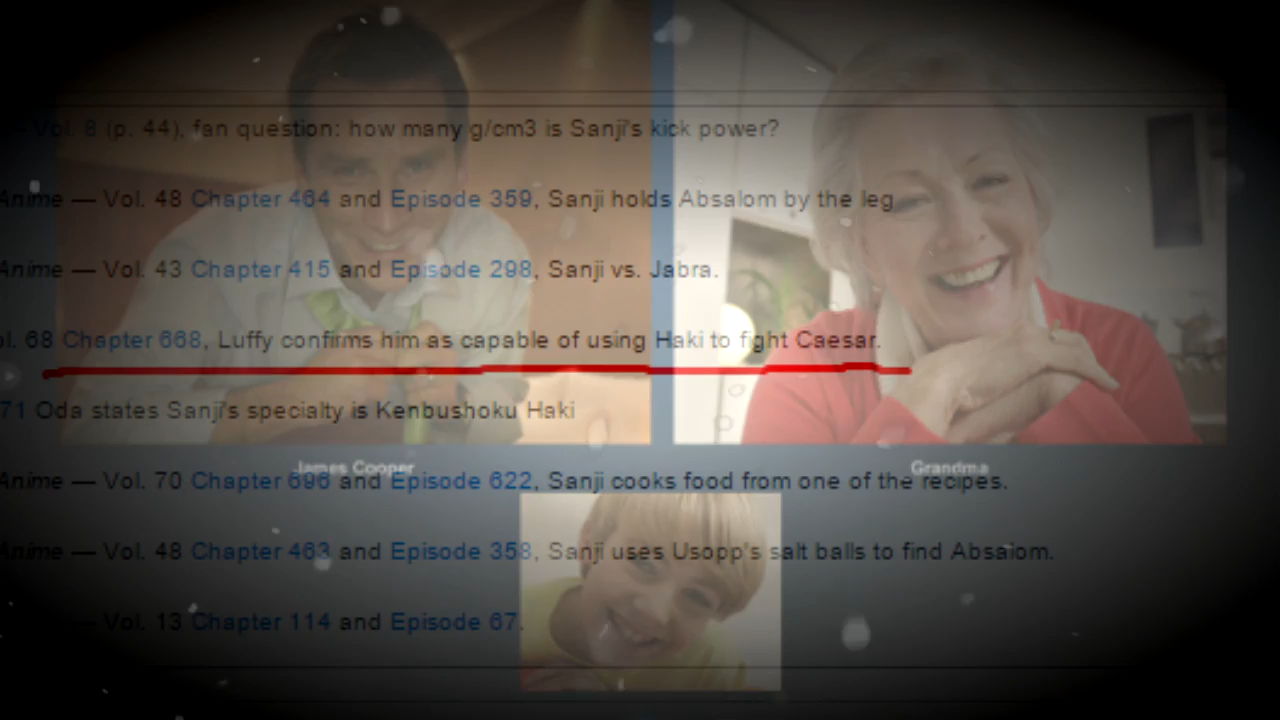 Vol. 8 (p. 44), fan question: how many g/cm3 is Sanji's kick power?
Anime — Vol. 48 Chapter 464 and Episode 359, Sanji holds Absalom by the leg
Anime — Vol. 43 Chapter 415 and Episode 298, Sanji vs. Jabra.
ol. 68 Chapter 668, Luffy confirms him as capable of using Haki to fight Caesar.
71 Oda states Sanji's specialty is Kenbushoku Haki
James Cooper
Grandma
Anime — Vol. 70 Chapter 696 and Episode 622, Sanji cooks food from one of the recipes.
Anime — Vol. 48 Chapter 463 and Episode 358, Sanji uses Usopp's salt balls to find Absalom.
— Vol. 13 Chapter 114 and Episode 67.